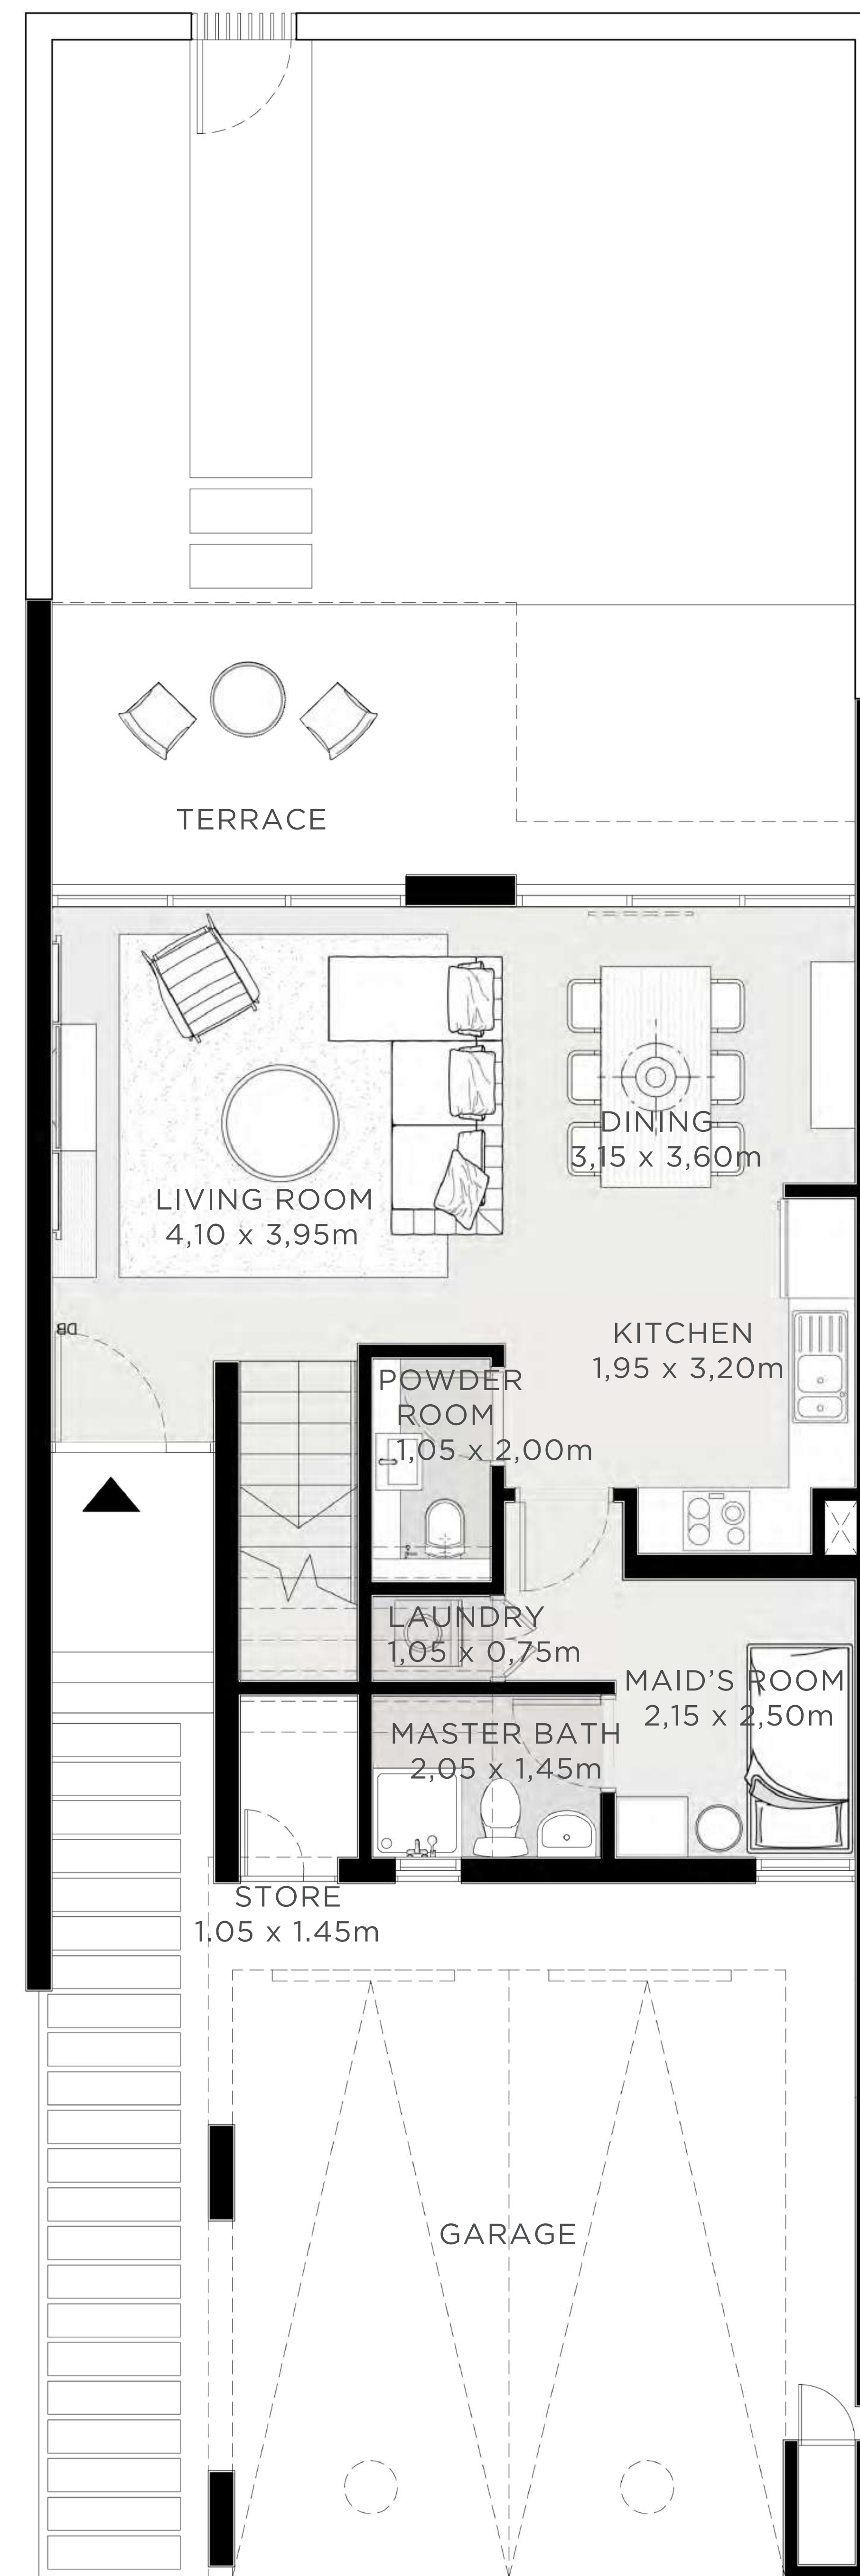 TERRACE
DINING
3,15 x 3,60m
LIVING ROOM
4,10 x 3,95m
DB
KITCHEN
1,95 x 3,20m
POWDER
ROOM
1,05 x 2,00m
LAUNDRY
1,05 x 0,75m
MAID'S ROOM
2,15 x 2,50m
MASTER BATH
2,05 x 1,45m
STORE
1.05 x 1.45m
GARAGE